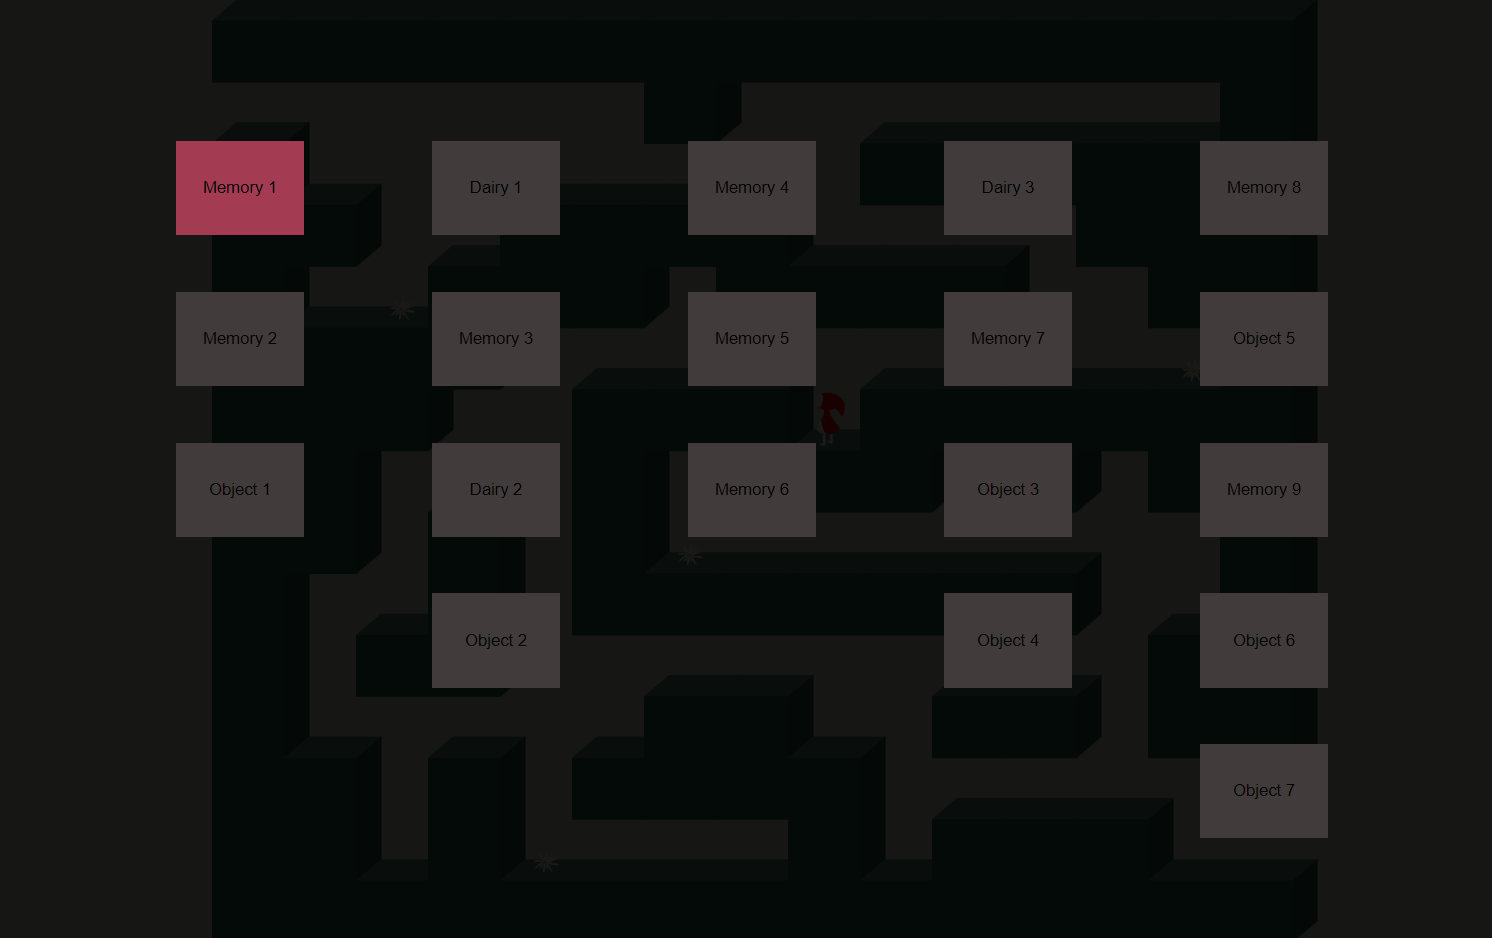 Memory 1
Dairy 1
Memory 4
Dairy 3
Memory 8
Memory 2
Memory 3
Memory 5
Memory 7
Object 5
Object 1
Dairy 2
Memory 6
Object 3
Memory 9
Object 2
Object 4
Object 6
Object 7